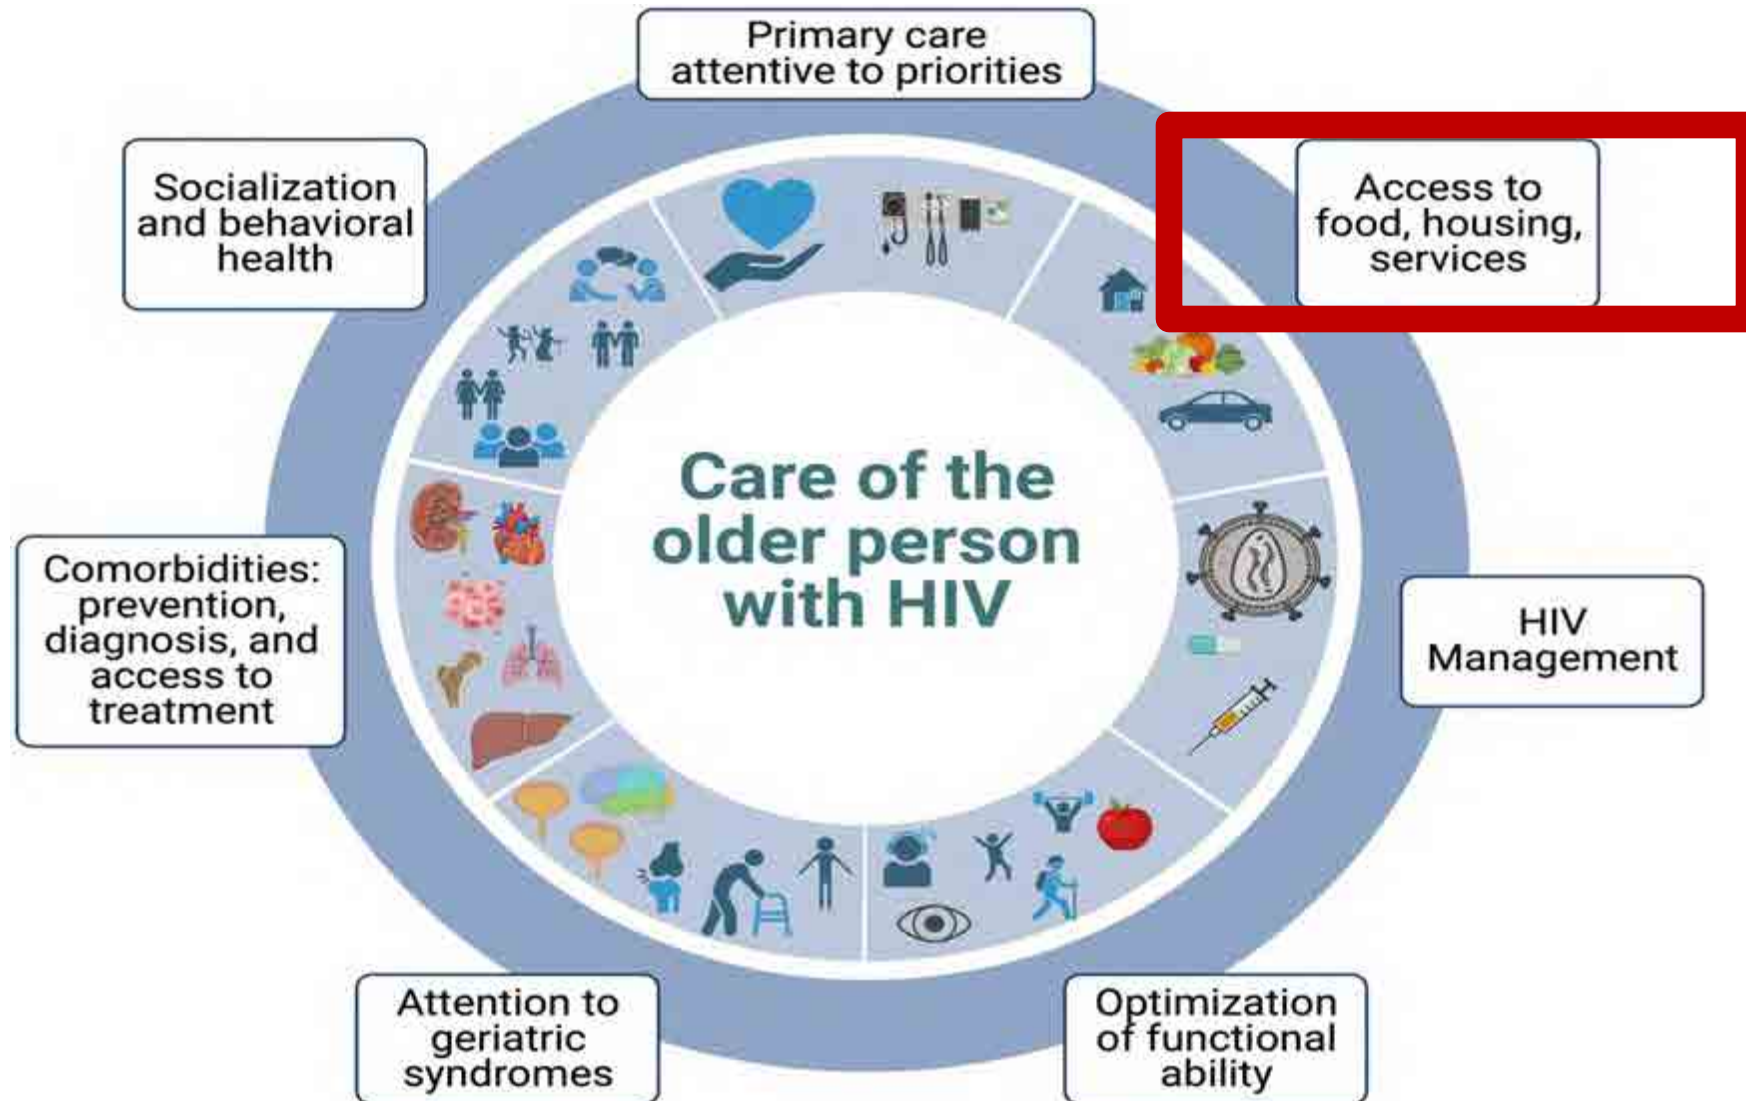 Primary care
attentive to priorities
Socialization
and behavioral
health
Access to
food, housing,
services
Care of the
older person
with HIV
Comorbidities:
prevention,
diagnosis, and
access to
treatment
HIV
Management
Attention to
geriatric
syndromes
Optimization
of functional
ability